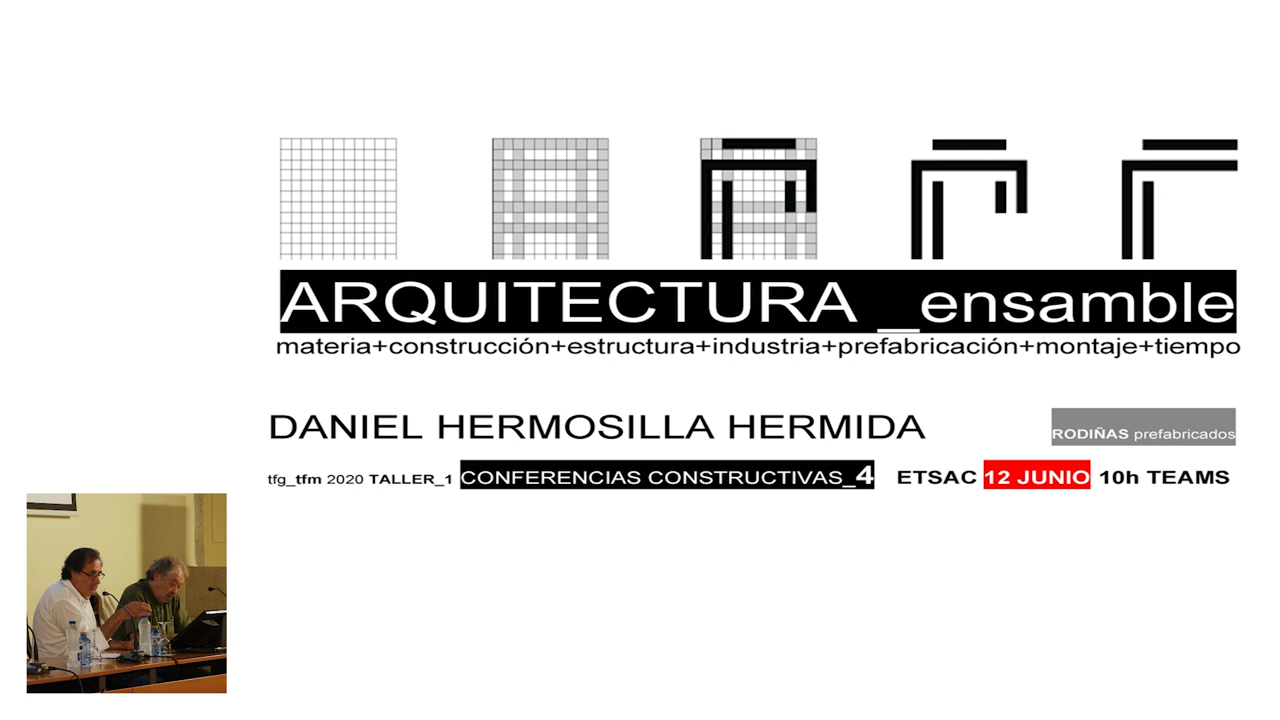 ARQUITECTURA _ensamble
materia+construcción+estructura+industria+prefabricación+montaje+tiempo
DANIEL HERMOSILLA HERMIDA
RODIÑAS prefabricados
tfg_tfm 2020 TALLER_1 CONFERENCIAS CONSTRUCTIVAS_4 ETSAC 12 JUNIO 10h TEAMS